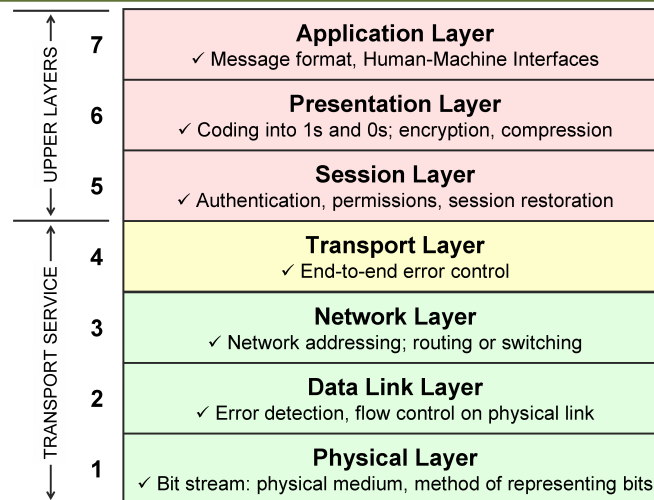 UPPER LAYERS
7
Application Layer
✓ Message format, Human-Machine Interfaces
6
Presentation Layer
✓ Coding into 1s and 0s; encryption, compression
5
Session Layer
✓ Authentication, permissions, session restoration
TRANSPORT SERVICE
4
Transport Layer
✓ End-to-end error control
3
Network Layer
✓ Network addressing; routing or switching
2
Data Link Layer
✓ Error detection, flow control on physical link
1
Physical Layer
✓ Bit stream: physical medium, method of representing bits